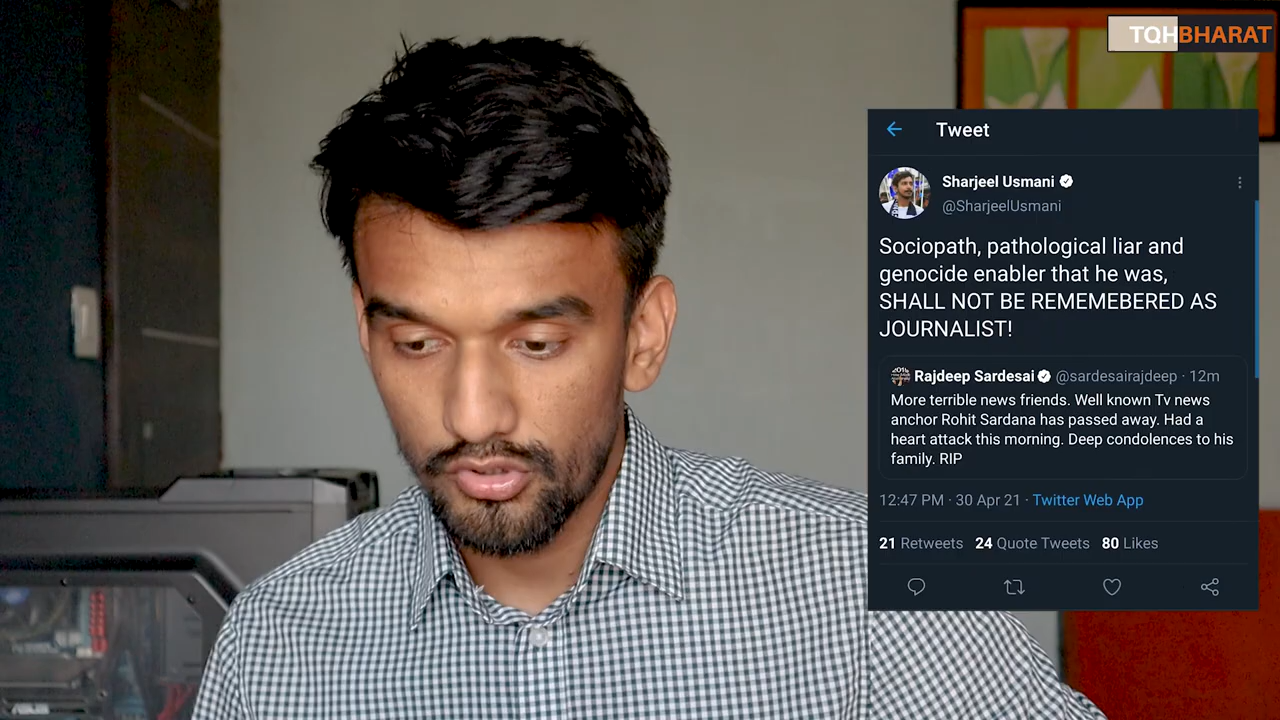 TQHBHARAT
Tweet
Sharjeel Usmani
@SharjeelUsmani
Sociopath, pathological liar and
genocide enabler that he was,
SHALL NOT BE REMEMEBERED AS
JOURNALIST!
Rajdeep Sardesai @sardesairajdeep · 12m
More terrible news friends. Well known Tv news
anchor Rohit Sardana has passed away. Had a
heart attack this morning. Deep condolences to his
family. RIP
12:47 PM · 30 Apr 21 · Twitter Web App
21 Retweets 24 Quote Tweets 80 Likes